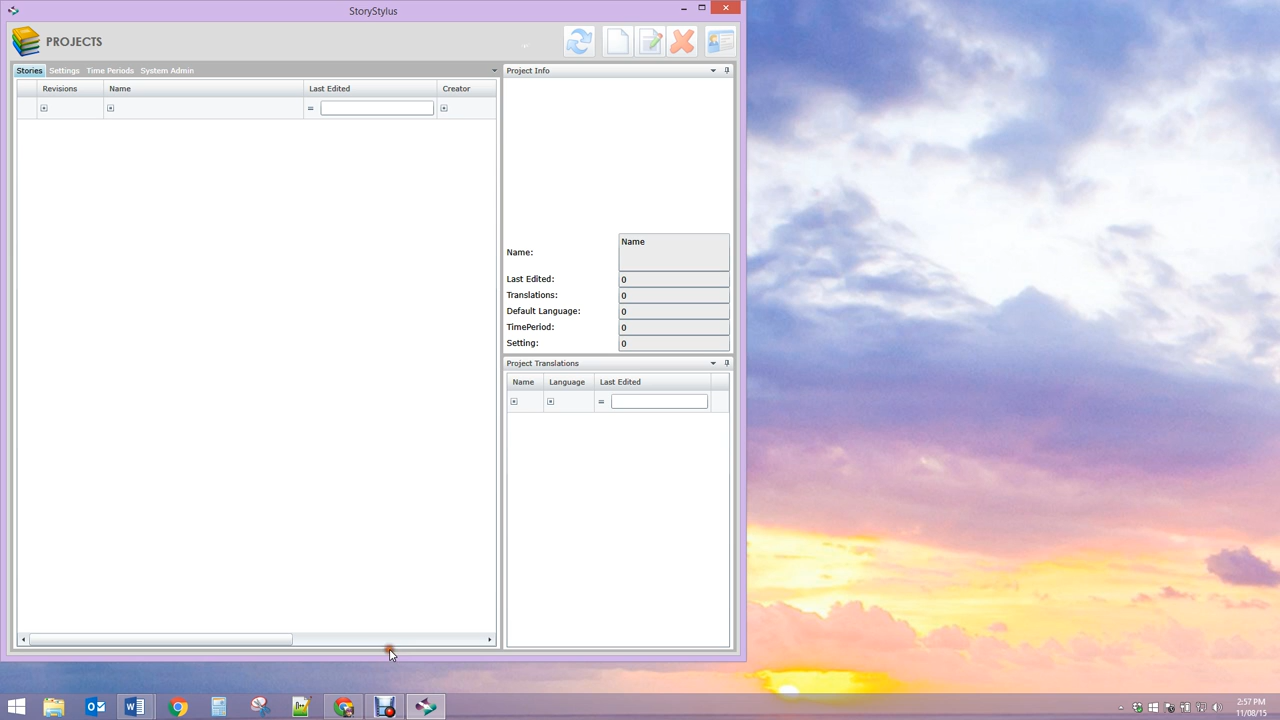 StoryStylus
PROJECTS
Stories Settings Time Periods System Admin
Revisions Name Last Edited Creator
=
Project Info
Name: Name
Last Edited: 0
Translations: 0
Default Language: 0
TimePeriod: 0
Setting: 0
Project Translations
Name Language Last Edited
=
2:57 PM
11/08/15